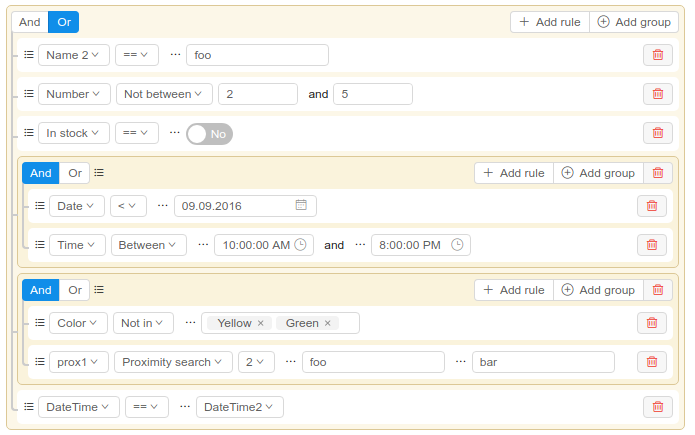 And Or Add rule Add group
Name 2 == ••• foo
Number Not between 2 and 5
In stock == ••• No
And Or Add rule Add group
Date < ••• 09.09.2016
Time Between ••• 10:00:00 AM and ••• 8:00:00 PM
And Or Add rule Add group
Color Not in ••• Yellow × Green ×
prox1 Proximity search 2 ••• foo ••• bar
DateTime == ••• DateTime2